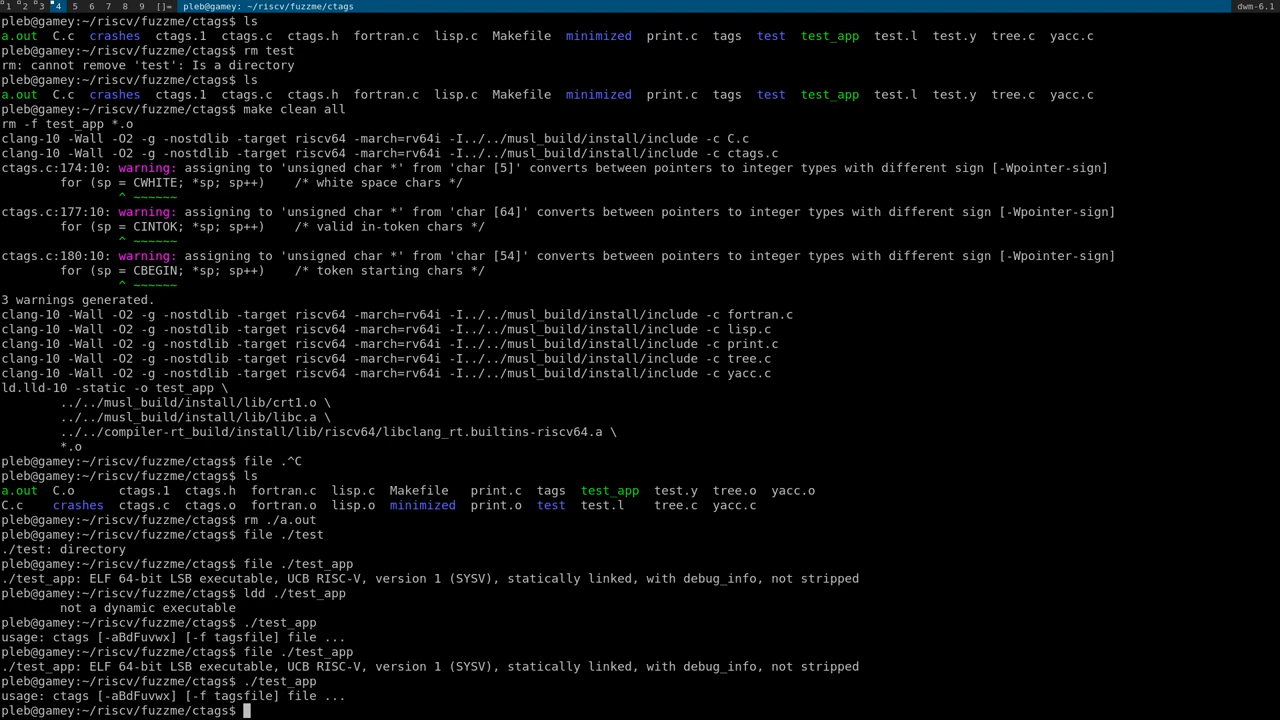 1 2 3 4 5 6 7 8 9 []= pleb@gamey: ~/riscv/fuzzme/ctags dwm-6.1
pleb@gamey:~/riscv/fuzzme/ctags$ ls
a.out C.c crashes ctags.1 ctags.c ctags.h fortran.c lisp.c Makefile minimized print.c tags test test_app test.l test.y tree.c yacc.c
pleb@gamey:~/riscv/fuzzme/ctags$ rm test
rm: cannot remove 'test': Is a directory
pleb@gamey:~/riscv/fuzzme/ctags$ ls
a.out C.c crashes ctags.1 ctags.c ctags.h fortran.c lisp.c Makefile minimized print.c tags test test_app test.l test.y tree.c yacc.c
pleb@gamey:~/riscv/fuzzme/ctags$ make clean all
rm -f test_app *.o
clang-10 -Wall -O2 -g -nostdlib -target riscv64 -march=rv64i -I../../musl_build/install/include -c C.c
clang-10 -Wall -O2 -g -nostdlib -target riscv64 -march=rv64i -I../../musl_build/install/include -c ctags.c
ctags.c:174:10: warning: assigning to 'unsigned char *' from 'char [5]' converts between pointers to integer types with different sign [-Wpointer-sign]
        for (sp = CWHITE; *sp; sp++)    /* white space chars */
                ^ ~~~~~~
ctags.c:177:10: warning: assigning to 'unsigned char *' from 'char [64]' converts between pointers to integer types with different sign [-Wpointer-sign]
        for (sp = CINTOK; *sp; sp++)    /* valid in-token chars */
                ^ ~~~~~~
ctags.c:180:10: warning: assigning to 'unsigned char *' from 'char [54]' converts between pointers to integer types with different sign [-Wpointer-sign]
        for (sp = CBEGIN; *sp; sp++)    /* token starting chars */
                ^ ~~~~~~
3 warnings generated.
clang-10 -Wall -O2 -g -nostdlib -target riscv64 -march=rv64i -I../../musl_build/install/include -c fortran.c
clang-10 -Wall -O2 -g -nostdlib -target riscv64 -march=rv64i -I../../musl_build/install/include -c lisp.c
clang-10 -Wall -O2 -g -nostdlib -target riscv64 -march=rv64i -I../../musl_build/install/include -c print.c
clang-10 -Wall -O2 -g -nostdlib -target riscv64 -march=rv64i -I../../musl_build/install/include -c tree.c
clang-10 -Wall -O2 -g -nostdlib -target riscv64 -march=rv64i -I../../musl_build/install/include -c yacc.c
ld.lld-10 -static -o test_app \
        ../../musl_build/install/lib/crt1.o \
        ../../musl_build/install/lib/libc.a \
        ../../compiler-rt_build/install/lib/riscv64/libclang_rt.builtins-riscv64.a \
        *.o
pleb@gamey:~/riscv/fuzzme/ctags$ file .^C
pleb@gamey:~/riscv/fuzzme/ctags$ ls
a.out C.o ctags.1 ctags.h fortran.c lisp.c Makefile print.c tags test_app test.y tree.o yacc.o
C.c crashes ctags.c ctags.o fortran.o lisp.o minimized print.o test test.l tree.c yacc.c
pleb@gamey:~/riscv/fuzzme/ctags$ rm ./a.out
pleb@gamey:~/riscv/fuzzme/ctags$ file ./test
./test: directory
pleb@gamey:~/riscv/fuzzme/ctags$ file ./test_app
./test_app: ELF 64-bit LSB executable, UCB RISC-V, version 1 (SYSV), statically linked, with debug_info, not stripped
pleb@gamey:~/riscv/fuzzme/ctags$ ldd ./test_app
        not a dynamic executable
pleb@gamey:~/riscv/fuzzme/ctags$ ./test_app
usage: ctags [-aBdFuvwx] [-f tagsfile] file ...
pleb@gamey:~/riscv/fuzzme/ctags$ file ./test_app
./test_app: ELF 64-bit LSB executable, UCB RISC-V, version 1 (SYSV), statically linked, with debug_info, not stripped
pleb@gamey:~/riscv/fuzzme/ctags$ ./test_app
usage: ctags [-aBdFuvwx] [-f tagsfile] file ...
pleb@gamey:~/riscv/fuzzme/ctags$